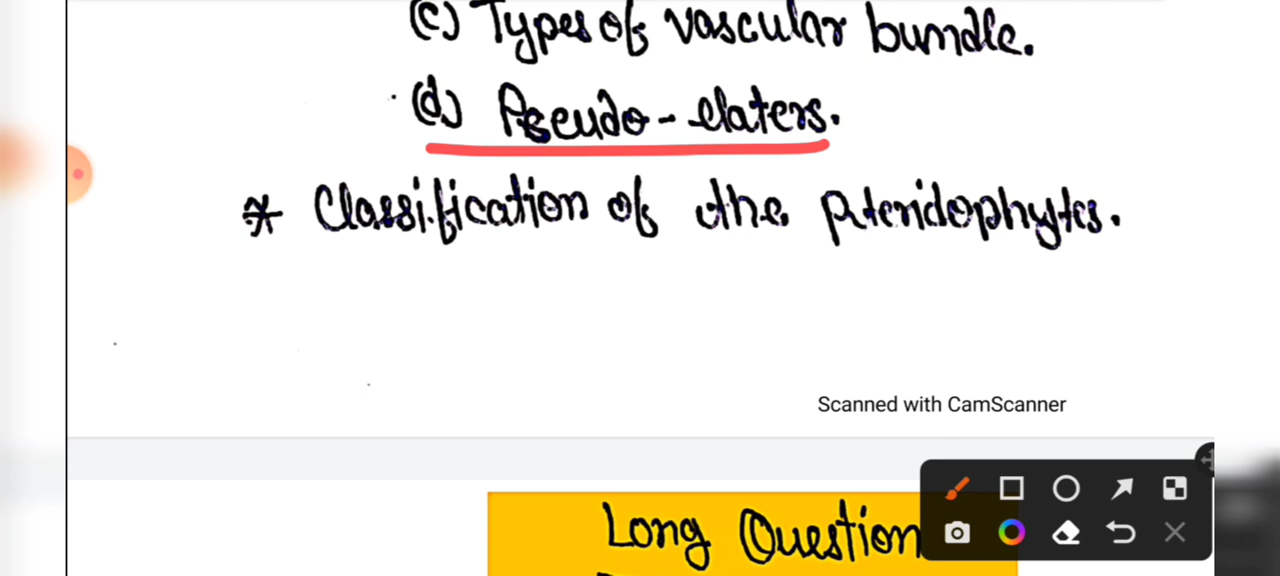 (c) Types of vascular bundle.
(d) Pseudo-elaters.
* Classification of the pteridophytes.
Scanned with CamScanner
Long Question